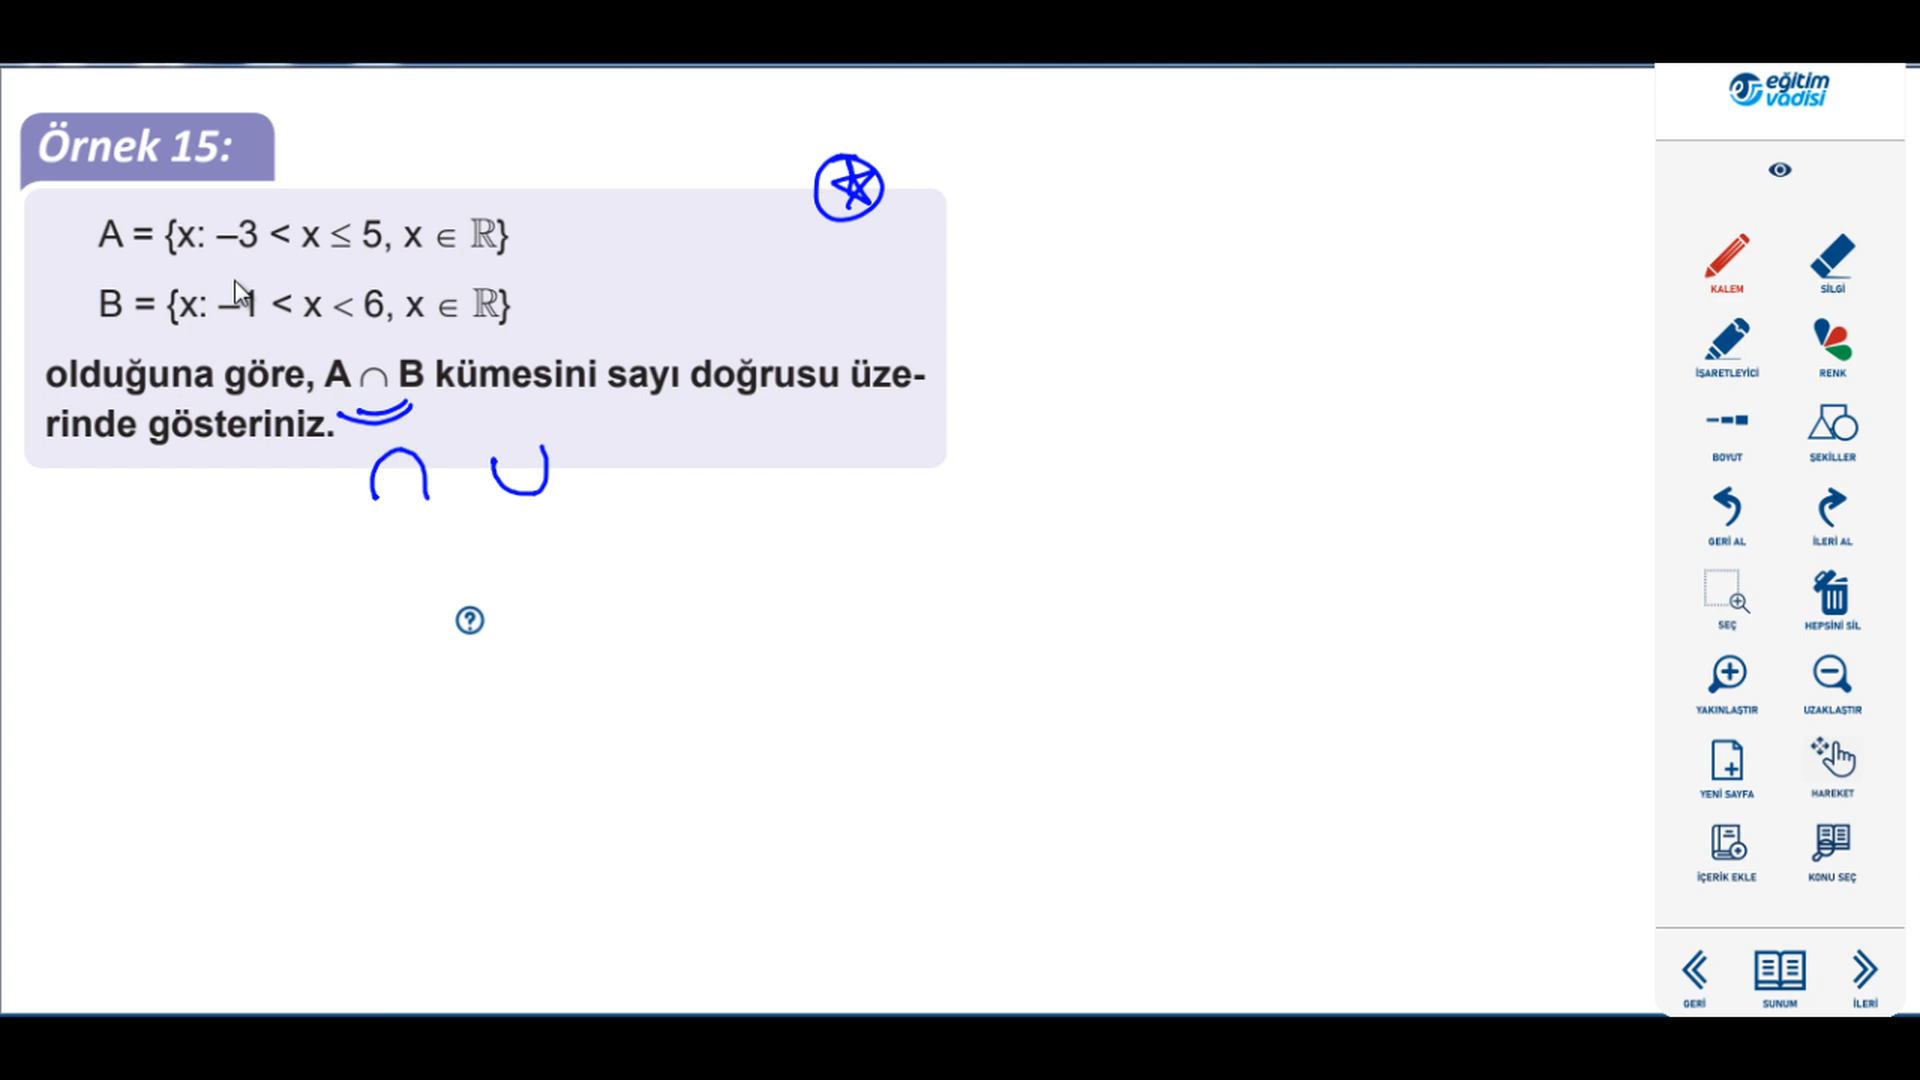 eğitim
vadisi
Örnek 15:
A = {x: –3 < x ≤ 5, x ∈ ℝ}
B = {x: –1 < x < 6, x ∈ ℝ}
olduğuna göre, A ∩ B kümesini sayı doğrusu üze-
rinde gösteriniz.
∩ ∪
KALEM
SİLGİ
İŞARETLEYİCİ
RENK
BOYUT
ŞEKİLLER
GERİ AL
İLERİ AL
SEÇ
HEPSİNİ SİL
YAKINLAŞTIR
UZAKLAŞTIR
YENİ SAYFA
HAREKET
İÇERİK EKLE
KONU SEÇ
GERİ
SUNUM
İLERİ